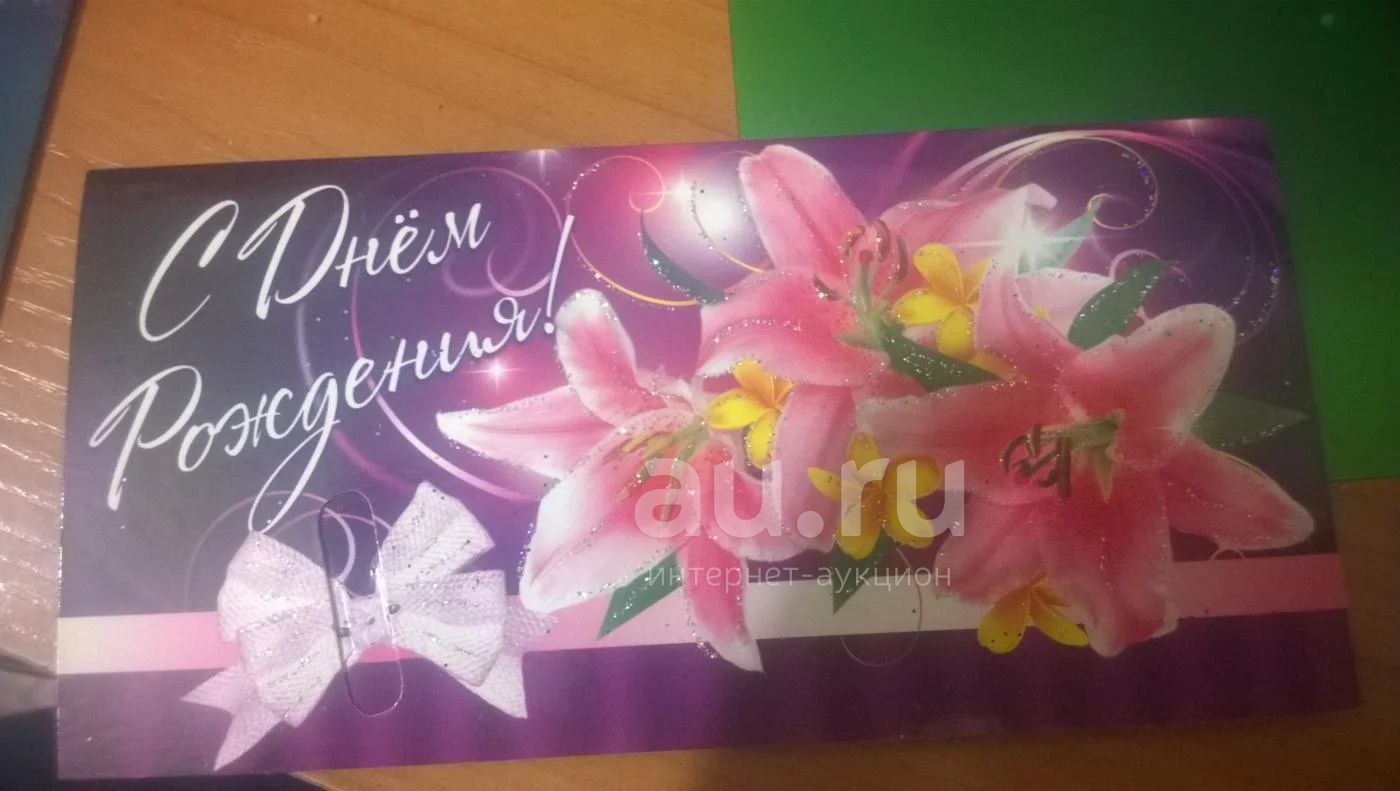 С Днём
Рождения!
au.ru
интернет-аукцион